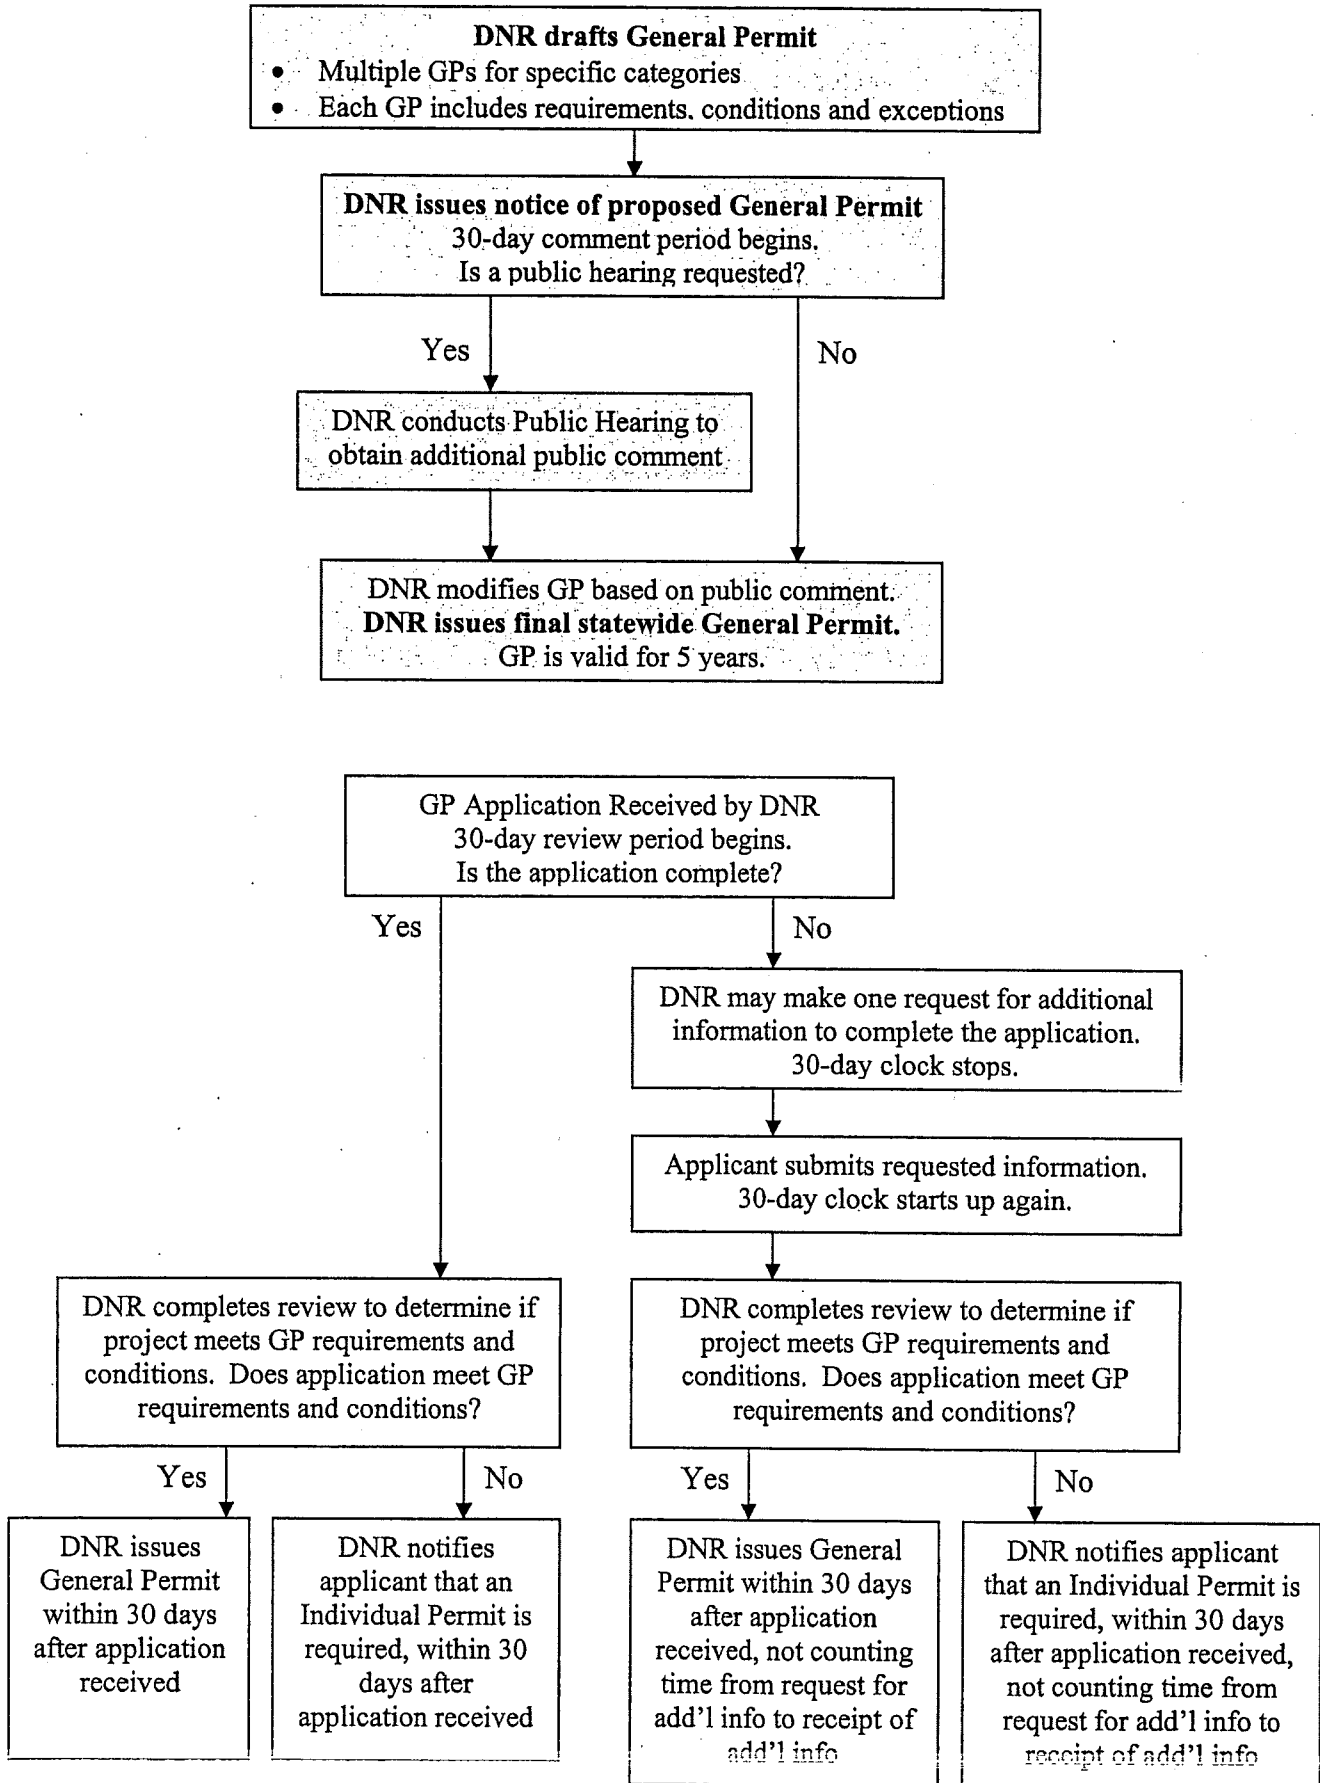 DNR drafts General Permit
• Multiple GPs for specific categories
• Each GP includes requirements, conditions and exceptions
DNR issues notice of proposed General Permit
30-day comment period begins.
Is a public hearing requested?
Yes
No
DNR conducts Public Hearing to
obtain additional public comment
DNR modifies GP based on public comment.
DNR issues final statewide General Permit.
GP is valid for 5 years.
GP Application Received by DNR
30-day review period begins.
Is the application complete?
Yes
No
DNR may make one request for additional
information to complete the application.
30-day clock stops.
Applicant submits requested information.
30-day clock starts up again.
DNR completes review to determine if
project meets GP requirements and
conditions. Does application meet GP
requirements and conditions?
DNR completes review to determine if
project meets GP requirements and
conditions. Does application meet GP
requirements and conditions?
Yes
No
Yes
No
DNR issues
General Permit
within 30 days
after application
received
DNR notifies
applicant that an
Individual Permit is
required, within 30
days after
application received
DNR issues General
Permit within 30 days
after application
received, not counting
time from request for
add'l info to receipt of
add'l info
DNR notifies applicant
that an Individual Permit is
required, within 30 days
after application received,
not counting time from
request for add'l info to
receipt of add'l info